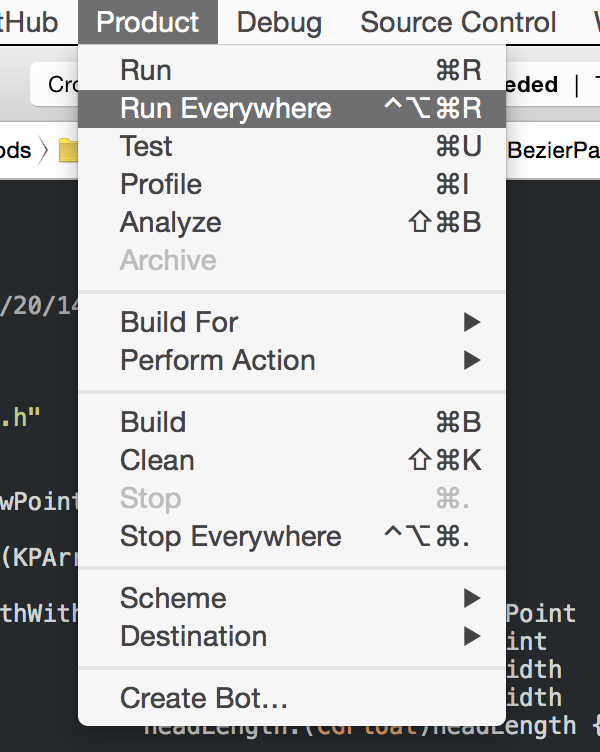 tHub Product Debug Source Control
Run ⌘R
Run Everywhere ^⌥⌘R
eded | T
ods BezierPa
Test ⌘U
Profile ⌘I
Analyze ⇧⌘B
Archive
/20/14
Build For ▶
Perform Action ▶
.h"
Build ⌘B
Clean ⇧⌘K
Stop ⌘.
wPoint
Stop Everywhere ^⌥⌘.
(KPArr
Scheme ▶
thWith Point
Destination ▶
int
idth
Create Bot... idth
headLength:(CGFloat)headLength {